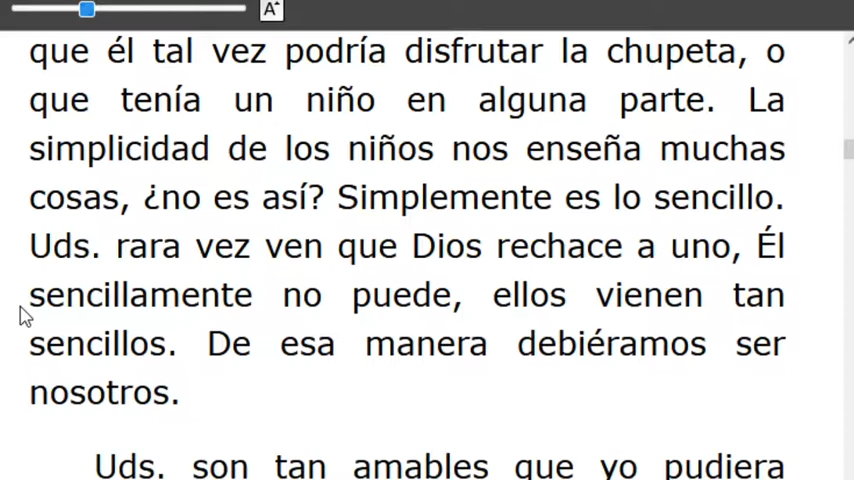 A
que él tal vez podría disfrutar la chupeta, o
que tenía un niño en alguna parte. La
simplicidad de los niños nos enseña muchas
cosas, ¿no es así? Simplemente es lo sencillo.
Uds. rara vez ven que Dios rechace a uno, Él
sencillamente no puede, ellos vienen tan
sencillos. De esa manera debiéramos ser
nosotros.
Uds. son tan amables que yo pudiera